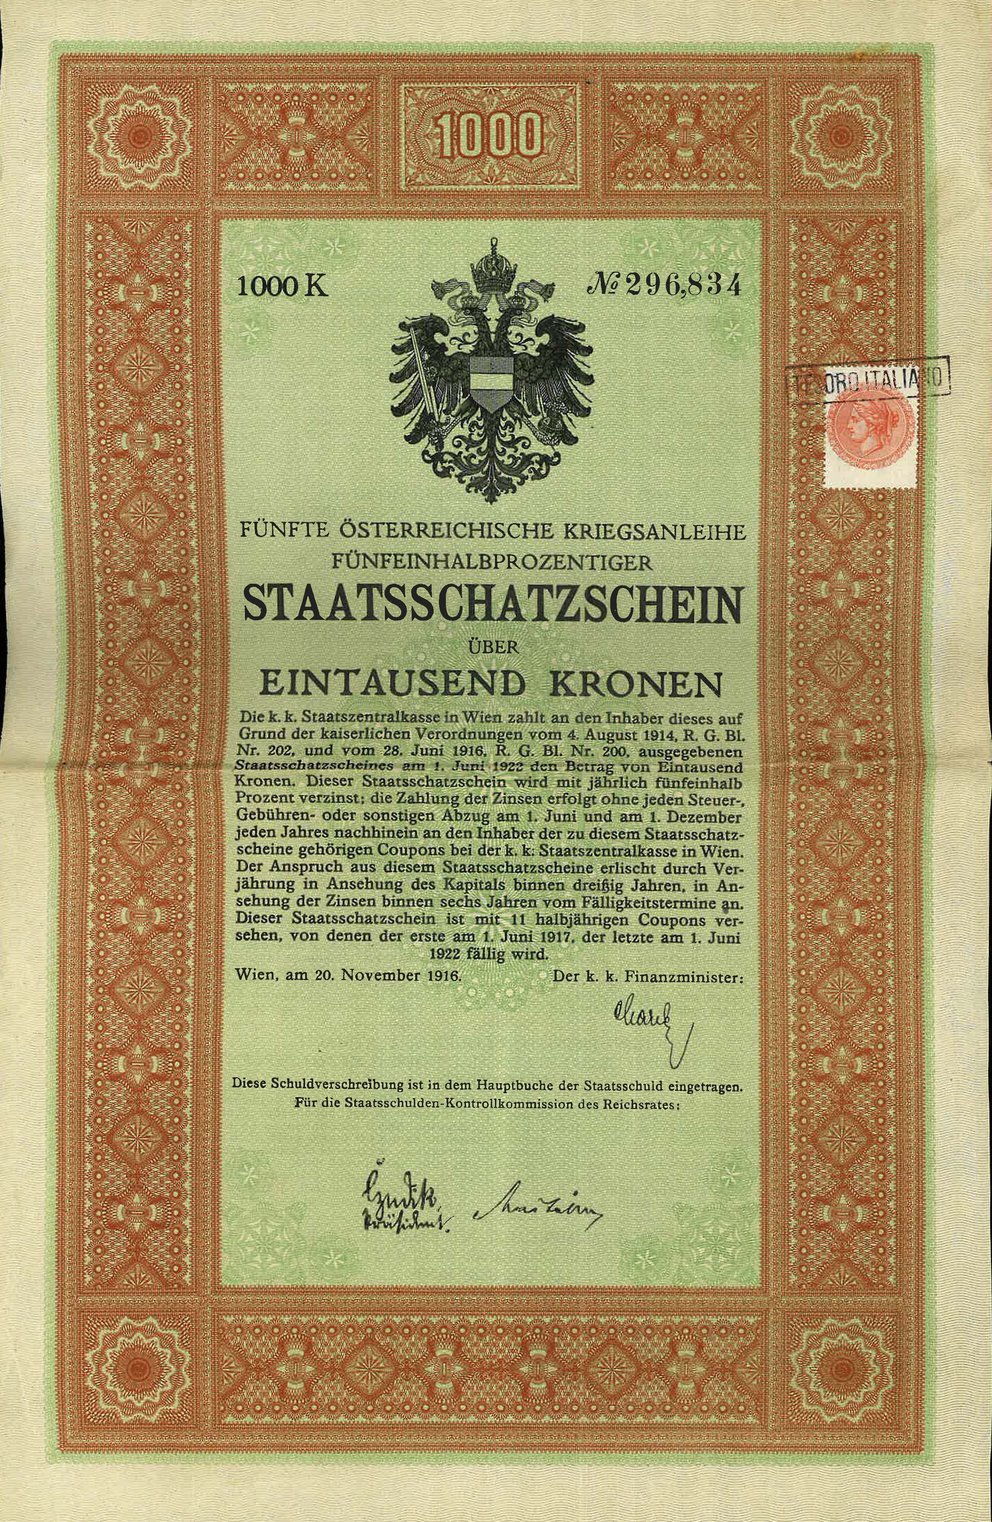 1000
1000 K
№ 296,834
TESORO ITALIANO
FÜNFTE ÖSTERREICHISCHE KRIEGSANLEIHE
FÜNFEINHALBPROZENTIGER
STAATSSCHATZSCHEIN
ÜBER
EINTAUSEND KRONEN
Die k. k. Staatszentralkasse in Wien zahlt an den Inhaber dieses auf
Grund der kaiserlichen Verordnungen vom 4. August 1914, R. G. Bl.
Nr. 202, und vom 28. Juni 1916, R. G. Bl. Nr. 200, ausgegebenen
Staatsschatzscheines am 1. Juni 1922 den Betrag von Eintausend
Kronen. Dieser Staatsschatzschein wird mit jährlich fünfeinhalb
Prozent verzinst; die Zahlung der Zinsen erfolgt ohne jeden Steuer-,
Gebühren- oder sonstigen Abzug am 1. Juni und am 1. Dezember
jeden Jahres nachhinein an den Inhaber der zu diesem Staatsschatz-
scheine gehörigen Coupons bei der k. k. Staatszentralkasse in Wien.
Der Anspruch aus diesem Staatsschatzscheine erlischt durch Ver-
jährung in Ansehung des Kapitals binnen dreißig Jahren, in An-
sehung der Zinsen binnen sechs Jahren vom Fälligkeitstermine an.
Dieser Staatsschatzschein ist mit 11 halbjährigen Coupons ver-
sehen, von denen der erste am 1. Juni 1917, der letzte am 1. Juni
1922 fällig wird.
Wien, am 20. November 1916.
Der k. k. Finanzminister:
Diese Schuldverschreibung ist in dem Hauptbuche der Staatsschuld eingetragen.
Für die Staatsschulden-Kontrollkommission des Reichsrates:
Präsident.